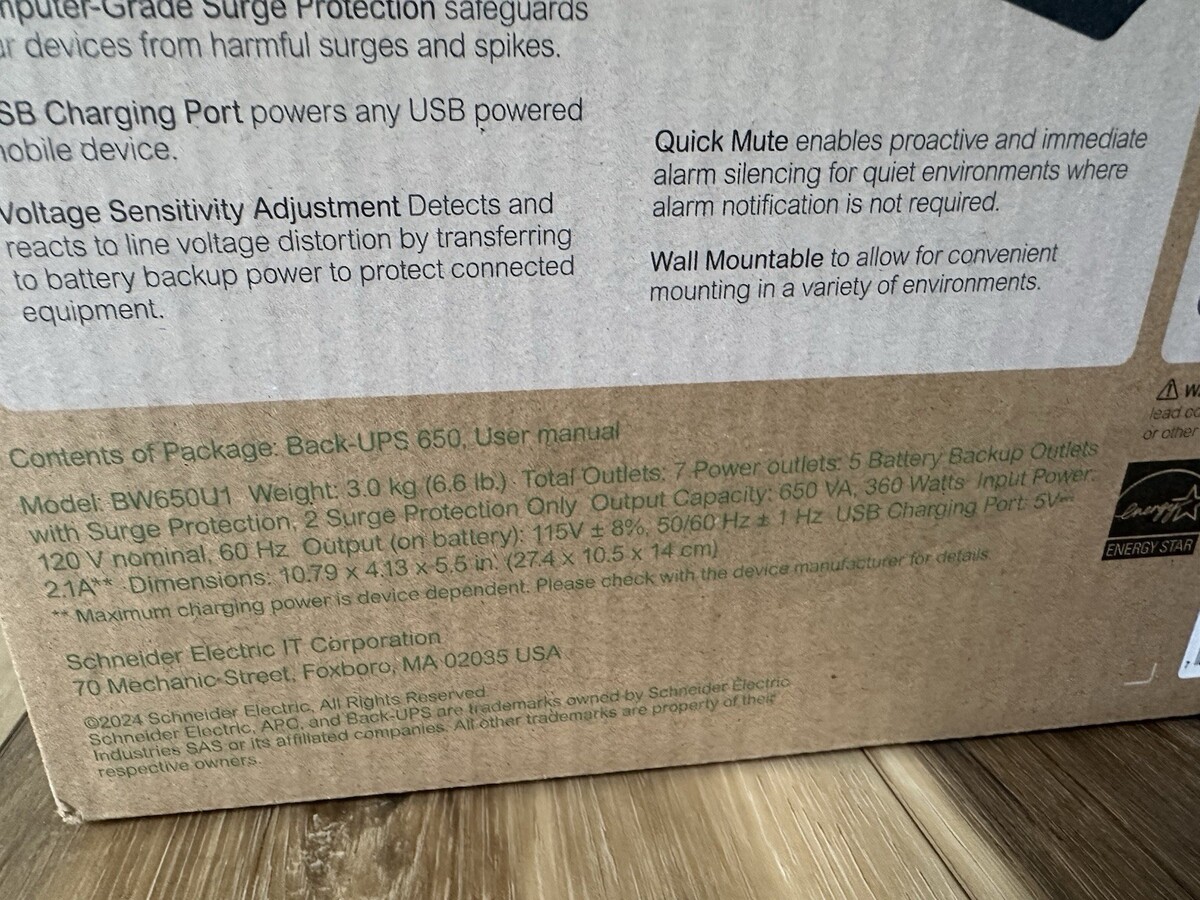 Surge Protection safeguards
devices from harmful surges and spikes.
Charging Port powers any USB powered
device.
Voltage Sensitivity Adjustment Detects and
reacts to line voltage distortion by transferring
to battery backup power to protect connected
equipment.
Quick Mute enables proactive and immediate
alarm silencing for quiet environments where
alarm notification is not required.
Wall Mountable to allow for convenient
mounting in a variety of environments.
Contents of Package: Back-UPS 650, User manual
Model: BW650U1 Weight: 3.0 kg (6.6 lb.) · Total Outlets: 7 Power outlets: 5 Battery Backup Outlets
with Surge Protection, 2 Surge Protection Only Output Capacity: 650 VA, 360 Watts Input Power:
120 V nominal, 60 Hz Output (on battery): 115V ± 8%, 50/60 Hz ± 1 Hz USB Charging Port: 5V⎓
2.1A** · Dimensions: 10.79 x 4.13 x 5.5 in. (27.4 x 10.5 x 14 cm)
** Maximum charging power is device dependent. Please check with the device manufacturer for details.
Schneider Electric IT Corporation
70 Mechanic Street, Foxboro, MA 02035 USA
©2024 Schneider Electric, All Rights Reserved.
Schneider Electric, APC, and Back-UPS are trademarks owned by Schneider Electric
Industries SAS or its affiliated companies. All other trademarks are property of their
respective owners.
lead
or other
energy
ENERGY STAR